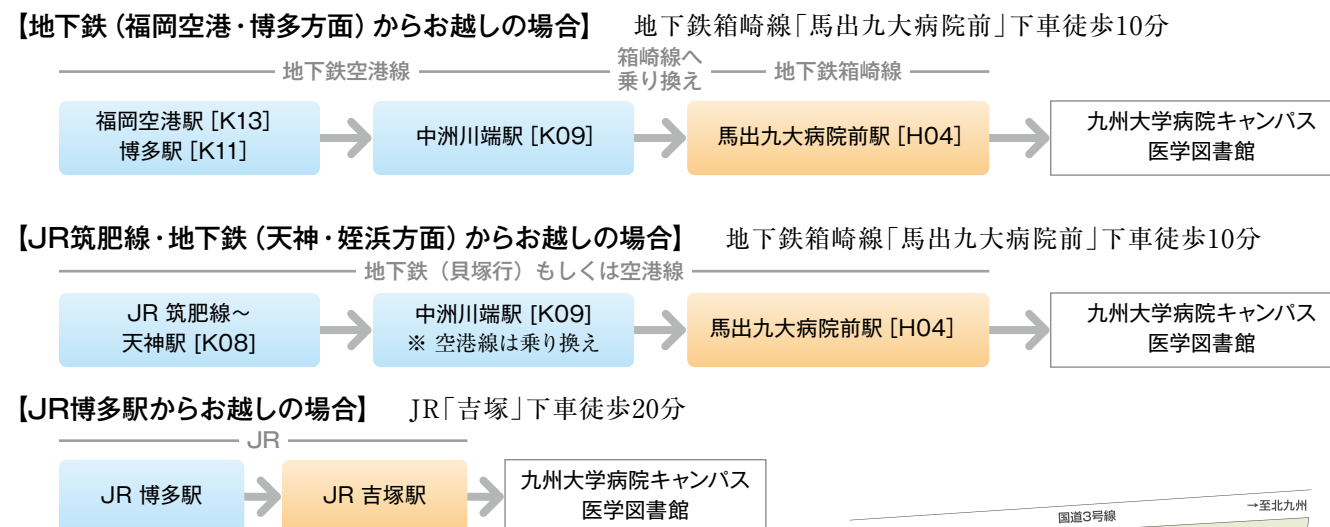 【地下鉄（福岡空港・博多方面）からお越しの場合】 地下鉄箱崎線「馬出九大病院前」下車徒歩10分
地下鉄空港線
箱崎線へ
乗り換え
地下鉄箱崎線
福岡空港駅［K13］
博多駅［K11］
中洲川端駅［K09］
馬出九大病院前駅［H04］
九州大学病院キャンパス
医学図書館
【JR筑肥線・地下鉄（天神・姪浜方面）からお越しの場合】 地下鉄箱崎線「馬出九大病院前」下車徒歩10分
地下鉄（貝塚行）もしくは空港線
JR 筑肥線～
天神駅［K08］
中洲川端駅［K09］
※ 空港線は乗り換え
馬出九大病院前駅［H04］
九州大学病院キャンパス
医学図書館
【JR博多駅からお越しの場合】 JR「吉塚」下車徒歩20分
JR
JR 博多駅
JR 吉塚駅
九州大学病院キャンパス
医学図書館
国道3号線
→至北九州